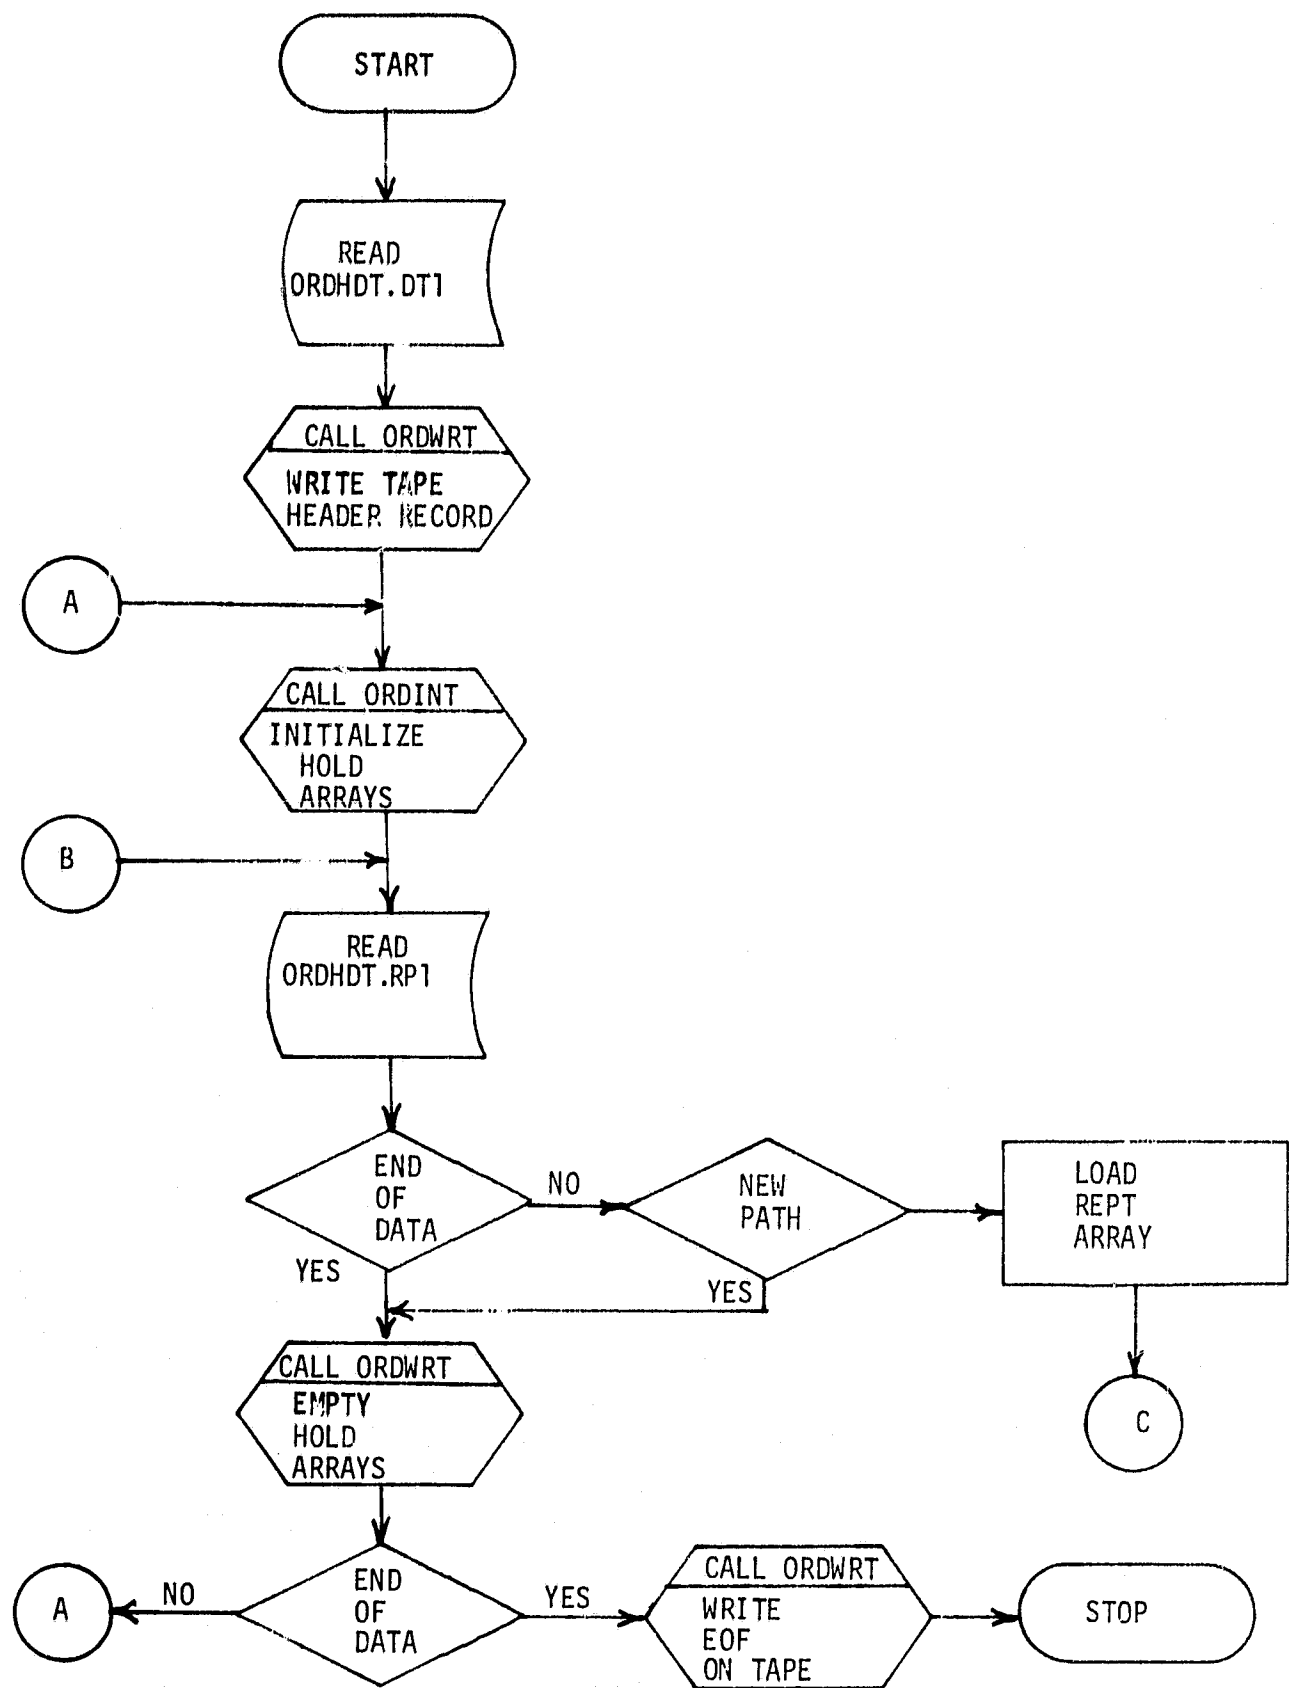 START
READ
ORDHDT.DT1
CALL ORDWRT
WRITE TAPE
HEADER RECORD
A
CALL ORDINT
INITIALIZE
HOLD
ARRAYS
B
READ
ORDHDT.RP1
END
OF
DATA
NO
NEW
PATH
LOAD
REPT
ARRAY
YES
YES
CALL ORDWRT
EMPTY
HOLD
ARRAYS
C
A
NO
END
OF
DATA
YES
CALL ORDWRT
WRITE
EOF
ON TAPE
STOP